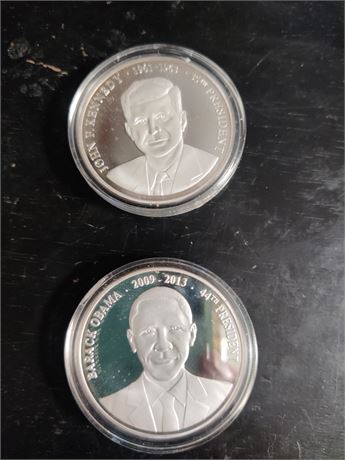 JOHN F. KENNEDY · 1961-1963 · 35TH PRESIDENT
BARACK OBAMA · 2009 - 2013 · 44TH PRESIDENT